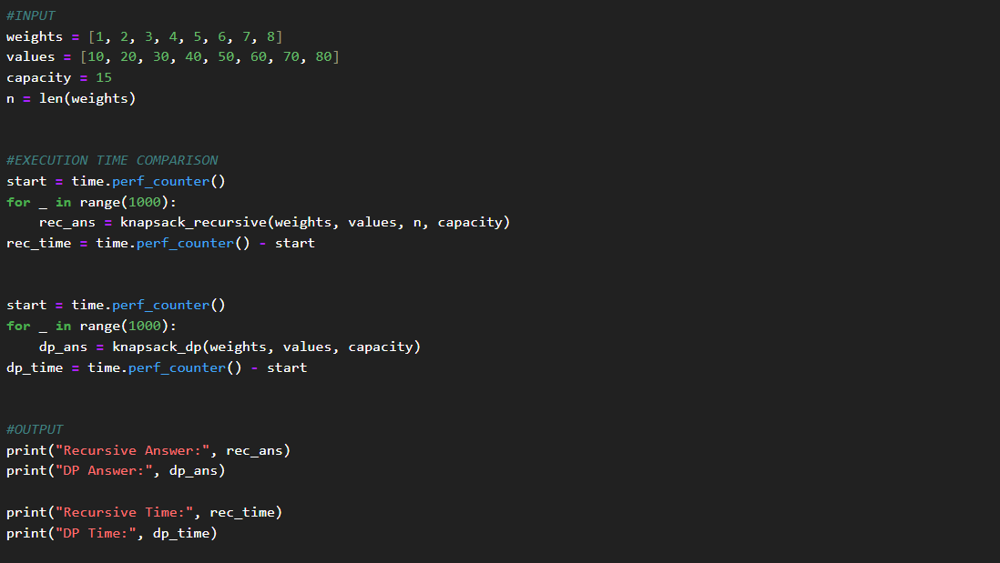 #INPUT
weights = [1, 2, 3, 4, 5, 6, 7, 8]
values = [10, 20, 30, 40, 50, 60, 70, 80]
capacity = 15
n = len(weights)
#EXECUTION TIME COMPARISON
start = time.perf_counter()
for _ in range(1000):
    rec_ans = knapsack_recursive(weights, values, n, capacity)
rec_time = time.perf_counter() - start
start = time.perf_counter()
for _ in range(1000):
    dp_ans = knapsack_dp(weights, values, capacity)
dp_time = time.perf_counter() - start
#OUTPUT
print("Recursive Answer:", rec_ans)
print("DP Answer:", dp_ans)
print("Recursive Time:", rec_time)
print("DP Time:", dp_time)